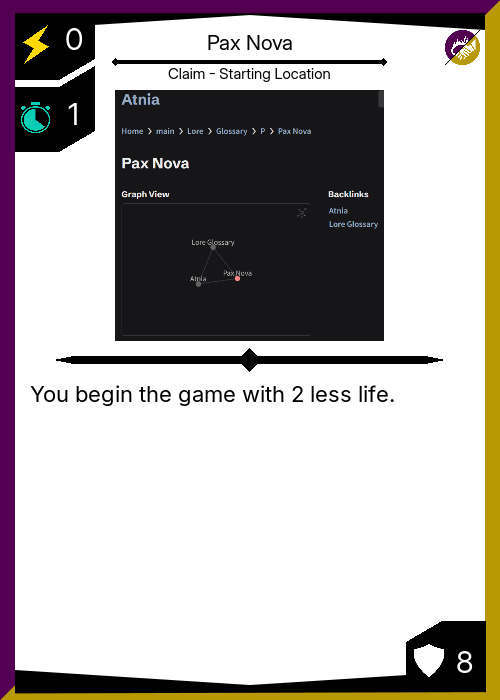 0
Pax Nova
Claim - Starting Location
1
Atnia
Home > main > Lore > Glossary > P > Pax Nova
Pax Nova
Graph View
Backlinks
Atnia
Lore Glossary
Lore Glossary
Pax Nova
Atnia
You begin the game with 2 less life.
8